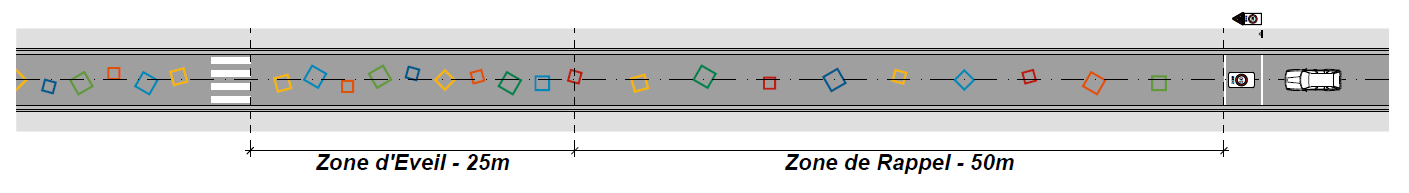 Zone d'Eveil - 25m
Zone de Rappel - 50m